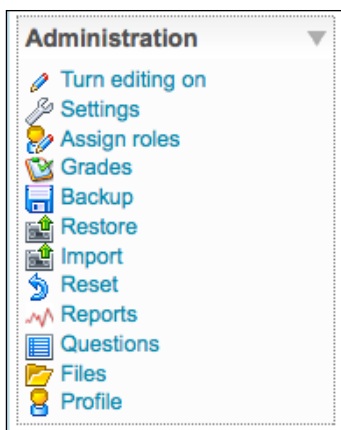 Administration
Turn editing on
Settings
Assign roles
Grades
Backup
Restore
Import
Reset
Reports
Questions
Files
Profile